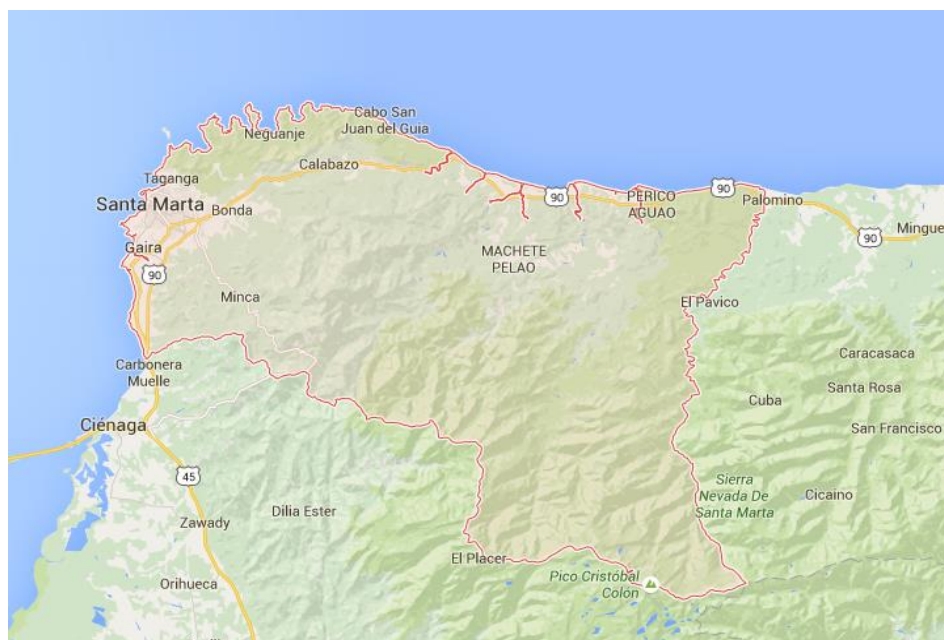 Cabo San
Juan del Guia
Neguanje
Calabazo
Taganga
Santa Marta
Bonda
90
PERICO
AGUAO
90
Palomino
90
Mingue
Gaira
90
MACHETE
PELAO
Minca
El Pavico
Carbonera
Muelle
Caracasaca
Santa Rosa
Cuba
San Francisco
Ciénaga
45
Sierra
Nevada De
Santa Marta
Cicaino
Zawady
Dilia Ester
El Placer
Pico Cristóbal
Colón
Orihueca